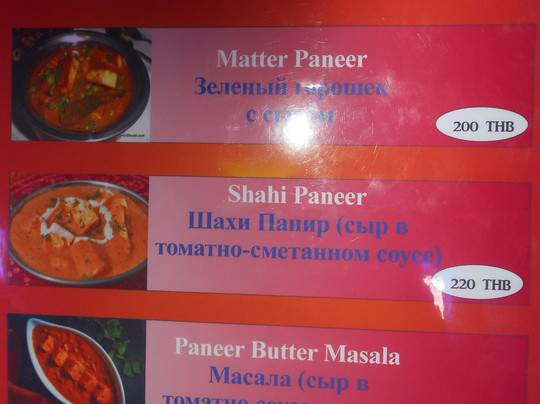 Matter Paneer
Зеленый горошек
с сыром
200 THB
Shahi Paneer
Шахи Панир (сыр в
томатно-сметанном соусе)
220 THB
Paneer Butter Masala
Масала (сыр в